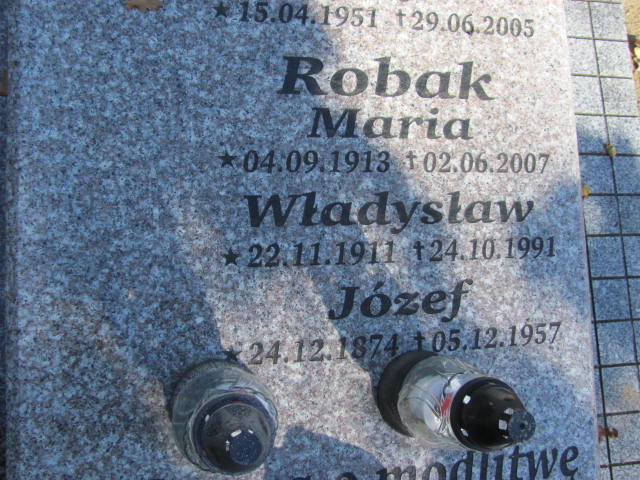 ★ 15.04.1951 † 29.06.2005
Robak
Maria
★ 04.09.1913 † 02.06.2007
Władysław
★ 22.11.1911 † 24.10.1991
Józef
★ 24.12.1874 † 05.12.1957
o modlitwę